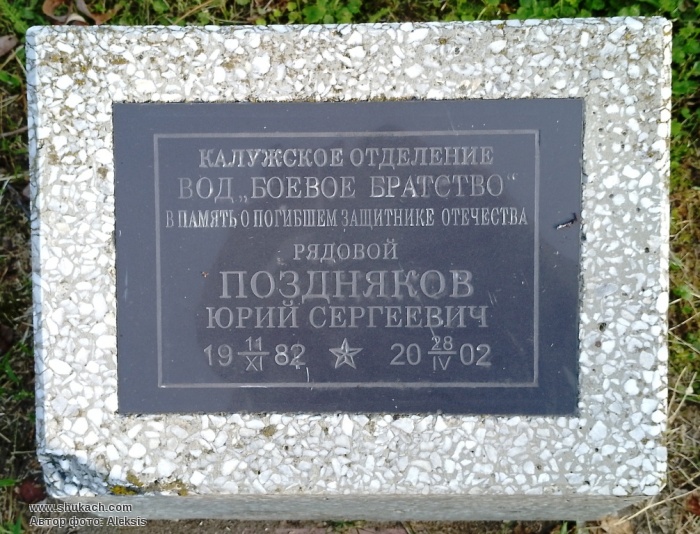 КАЛУЖСКОЕ ОТДЕЛЕНИЕ
ВОД „БОЕВОЕ БРАТСТВО“
В ПАМЯТЬ О ПОГИБШЕМ ЗАЩИТНИКЕ ОТЕЧЕСТВА
РЯДОВОЙ
ПОЗДНЯКОВ
ЮРИЙ СЕРГЕЕВИЧ
19 11/XI 82 ☆ 20 28/IV 02
www.shukach.com
Автор фото: Aleksis